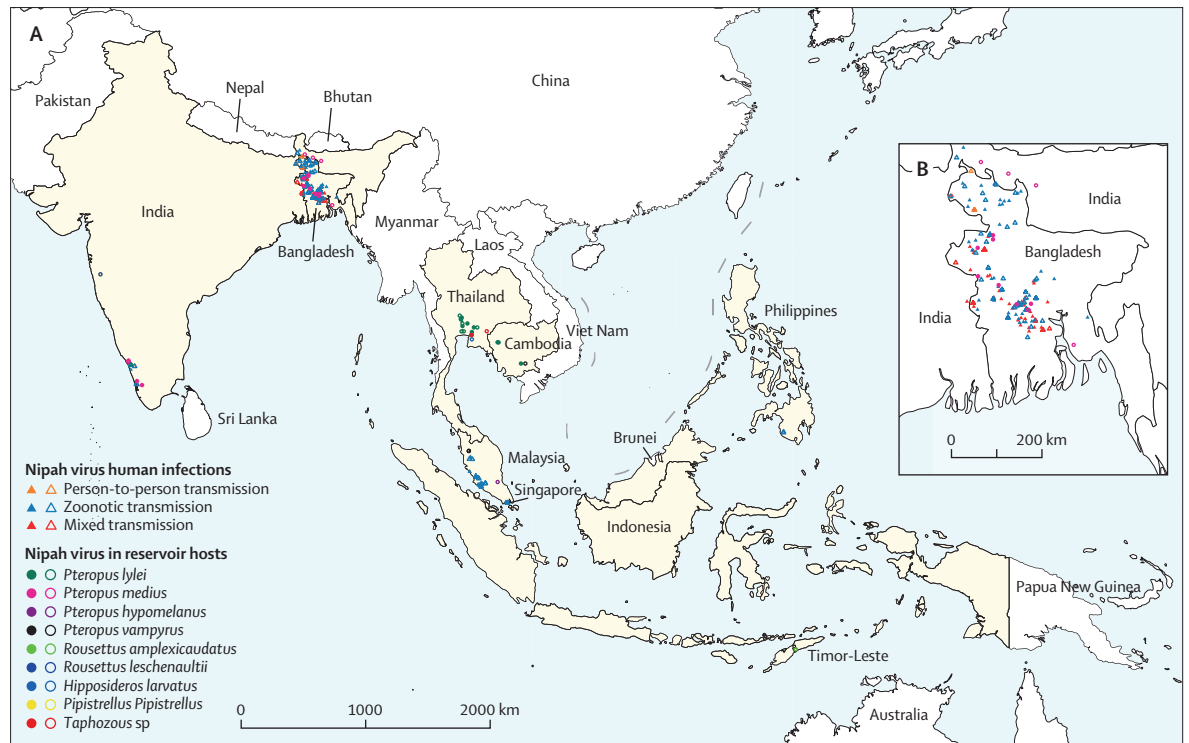 A
Pakistan
Nepal
Bhutan
China
India
Bangladesh
Myanmar
Laos
Thailand
Viet Nam
Cambodia
Philippines
Sri Lanka
Brunei
Malaysia
Singapore
Indonesia
Papua New Guinea
Timor-Leste
Australia
B
India
Bangladesh
India
0 200 km
Nipah virus human infections
Person-to-person transmission
Zoonotic transmission
Mixed transmission
Nipah virus in reservoir hosts
Pteropus lylei
Pteropus medius
Pteropus hypomelanus
Pteropus vampyrus
Rousettus amplexicaudatus
Rousettus leschenaultii
Hipposideros larvatus
Pipistrellus Pipistrellus
Taphozous sp
0 1000 2000 km